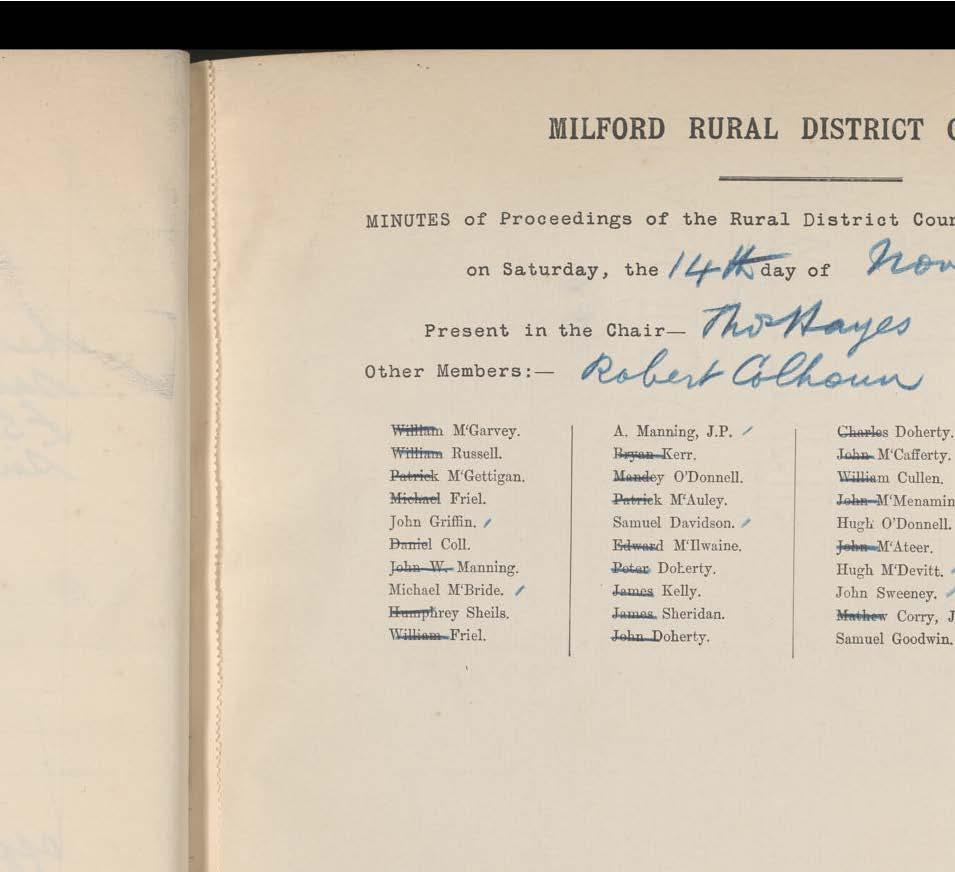 MILFORD RURAL DISTRICT C
MINUTES of Proceedings of the Rural District Coun
on Saturday, the 14th day of Nov
Present in the Chair— Thos Hayes
Other Members:— Robert Colhoun
William M'Garvey.
William Russell.
Patrick M'Gettigan.
Michael Friel.
John Griffin.
Daniel Coll.
John W. Manning.
Michael M'Bride.
Humphrey Sheils.
William Friel.
A. Manning, J.P.
Bryan Kerr.
Mandey O'Donnell.
Patrick M'Auley.
Samuel Davidson.
Edward M'Ilwaine.
Peter Doherty.
James Kelly.
James Sheridan.
John Doherty.
Charles Doherty.
John M'Cafferty.
William Cullen.
John M'Menamin
Hugh O'Donnell.
John M'Ateer.
Hugh M'Devitt.
John Sweeney.
Mathew Corry, J
Samuel Goodwin.